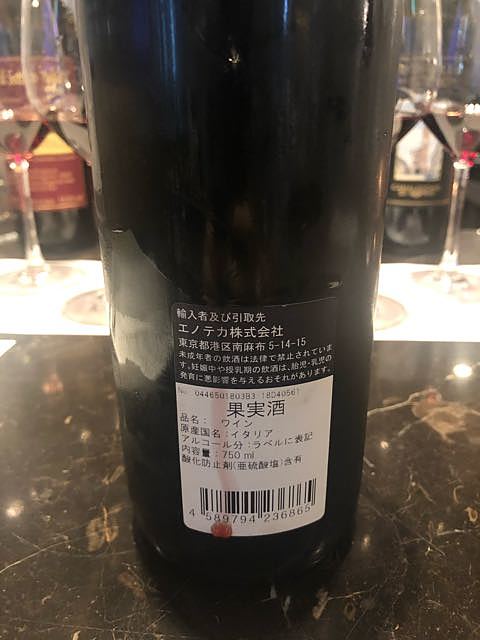 輸入者及び引取先
エノテカ株式会社
東京都港区南麻布 5-14-15
未成年者の飲酒は法律で禁止されていま
す。妊娠中や授乳期の飲酒は、胎児・乳児の
発育に悪影響を与えるおそれがあります。
No. 0446501803B3 18D40561
果実酒
品名： ワイン
原産国名：イタリア
アルコール分：ラベルに表記
内容量：750 ml
酸化防止剤(亜硫酸塩)含有
4 589794 236865